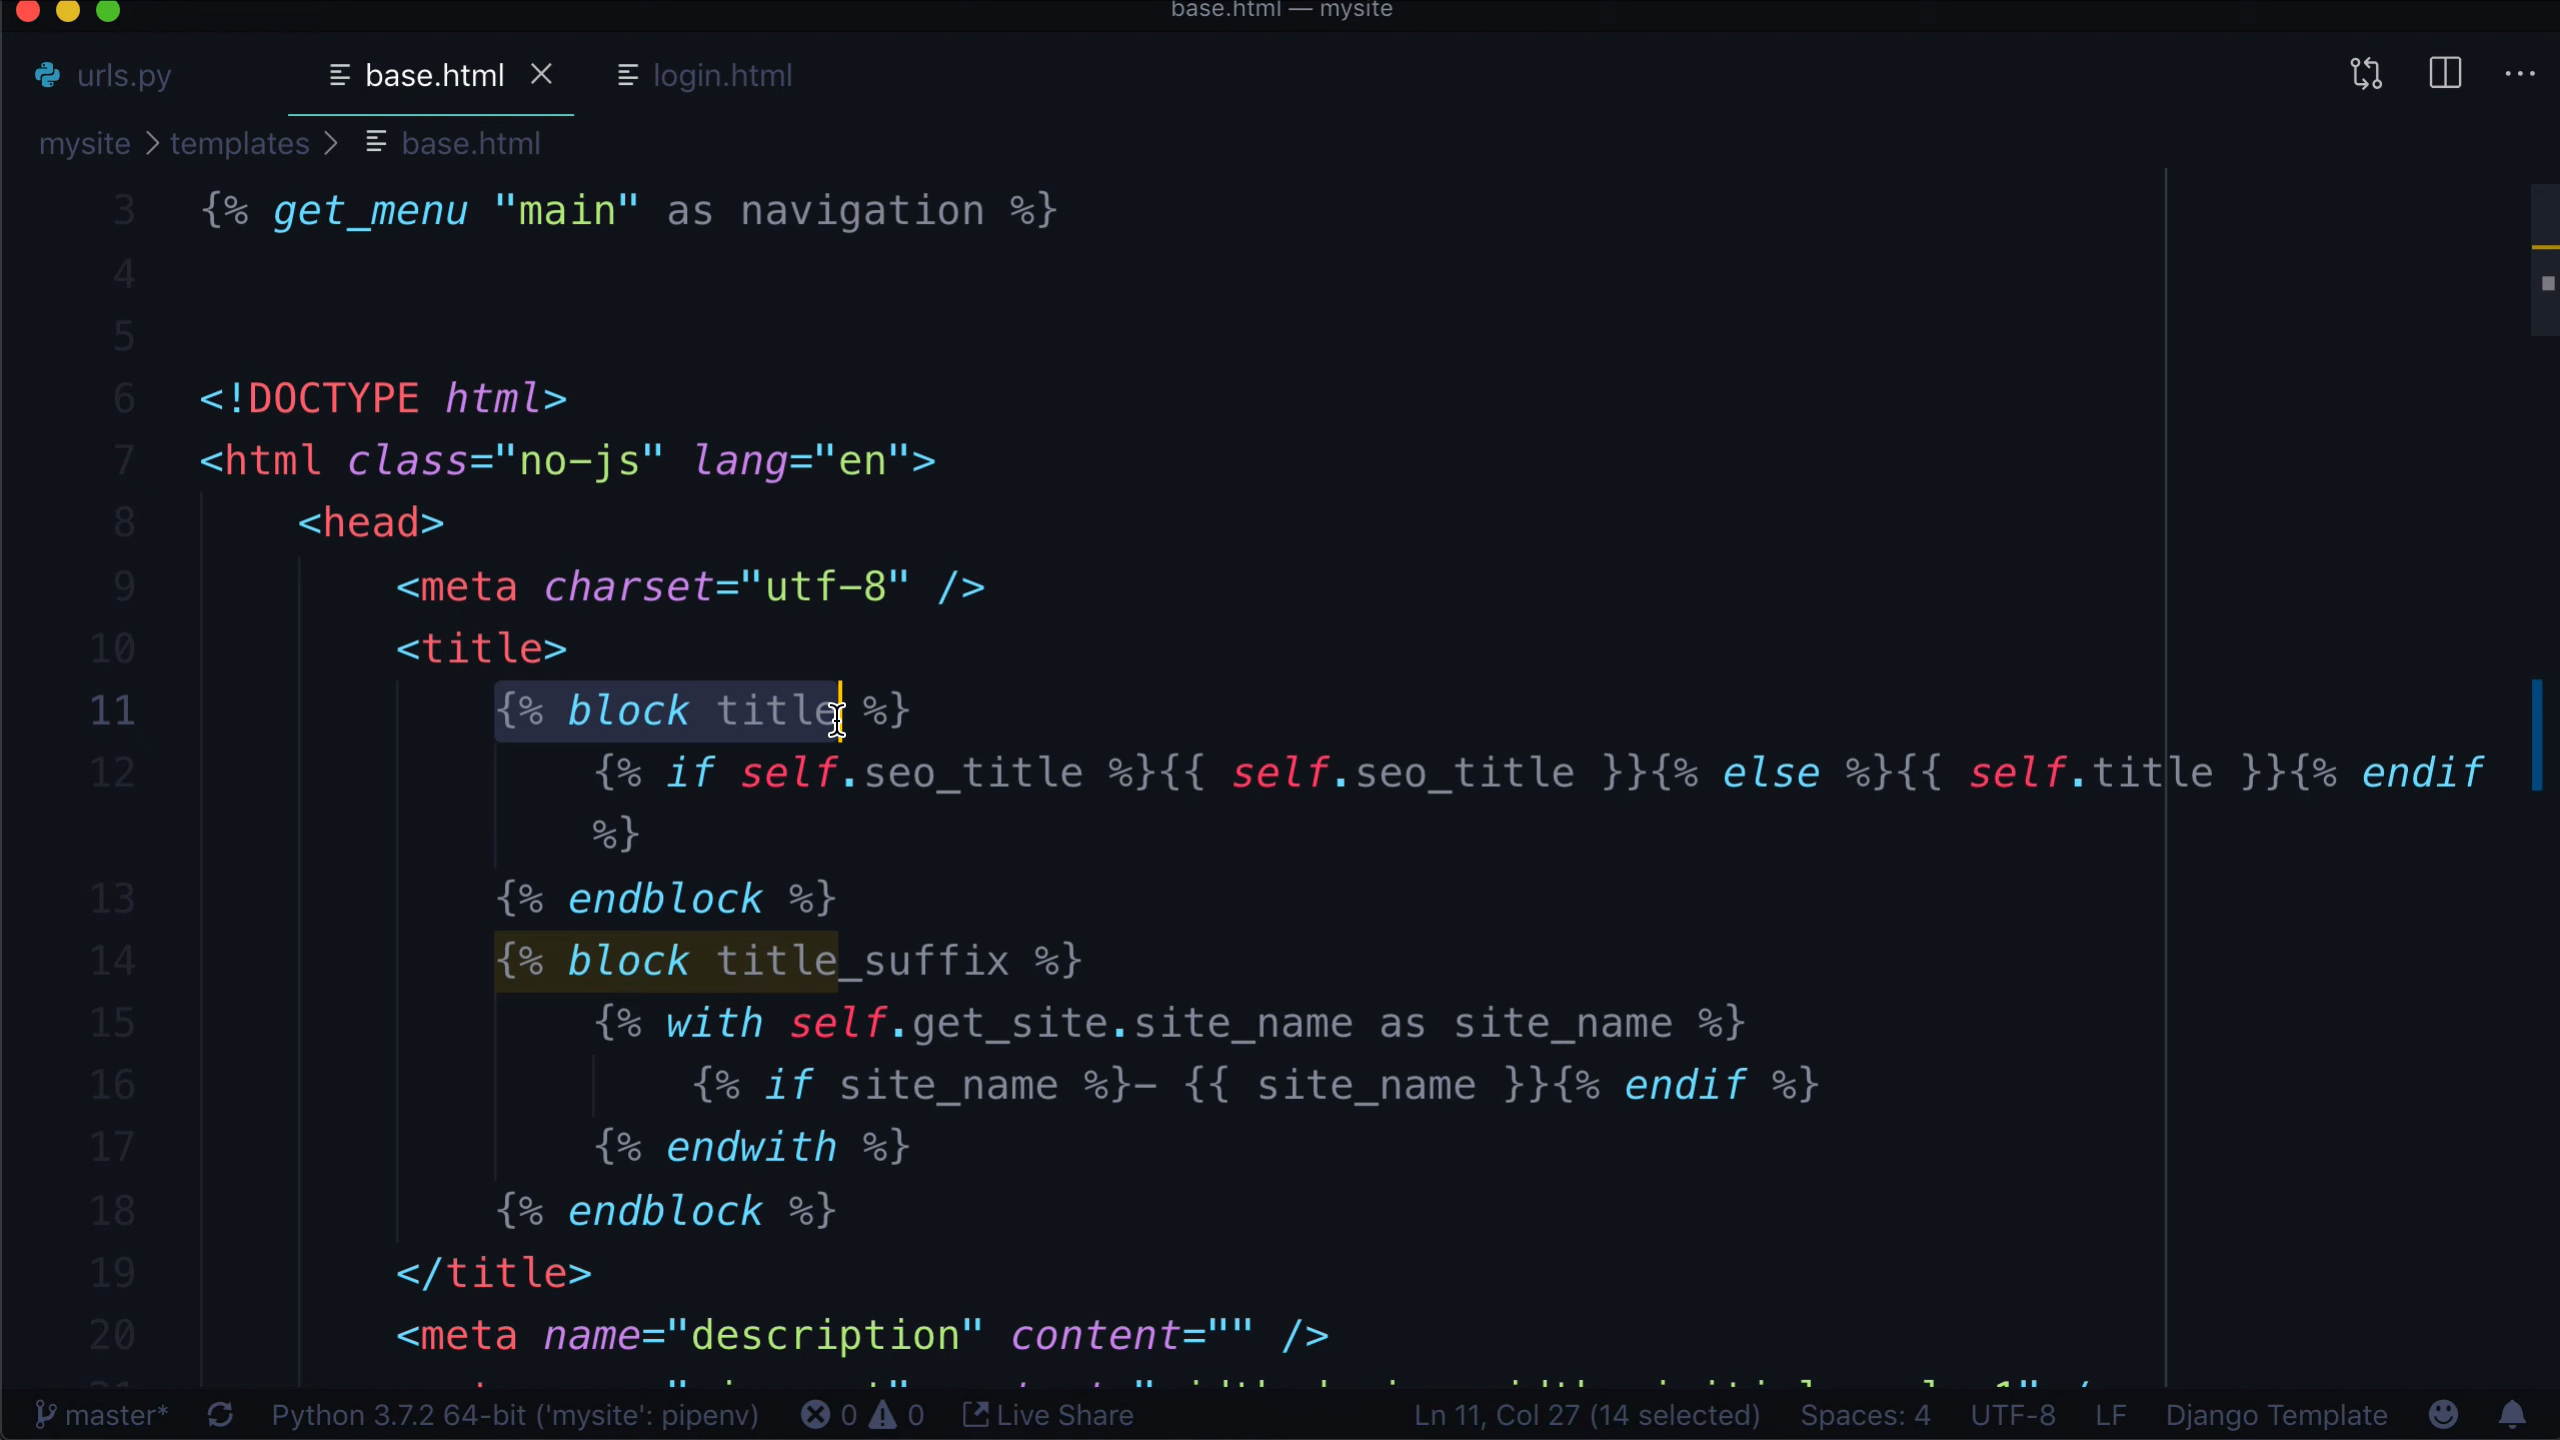 base.html — mysite
urls.py base.html login.html
mysite > templates > base.html
3 {% get_menu "main" as navigation %}
4
5
6 <!DOCTYPE html>
7 <html class="no-js" lang="en">
8 <head>
9 <meta charset="utf-8" />
10 <title>
11 {% block title %}
12 {% if self.seo_title %}{{ self.seo_title }}{% else %}{{ self.title }}{% endif
%}
13 {% endblock %}
14 {% block title_suffix %}
15 {% with self.get_site.site_name as site_name %}
16 {% if site_name %}- {{ site_name }}{% endif %}
17 {% endwith %}
18 {% endblock %}
19 </title>
20 <meta name="description" content="" />
master* Python 3.7.2 64-bit ('mysite': pipenv) 0 0 Live Share Ln 11, Col 27 (14 selected) Spaces: 4 UTF-8 LF Django Template